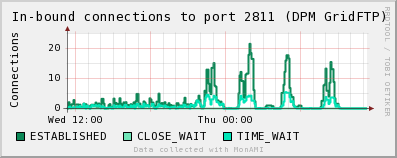 In-bound connections to port 2811 (DPM GridFTP)
RRDTOOL / TOBI OETIKER
Connections
20
10
0
Wed 12:00 Thu 00:00
ESTABLISHED CLOSE_WAIT TIME_WAIT
Data collected with MonAMI